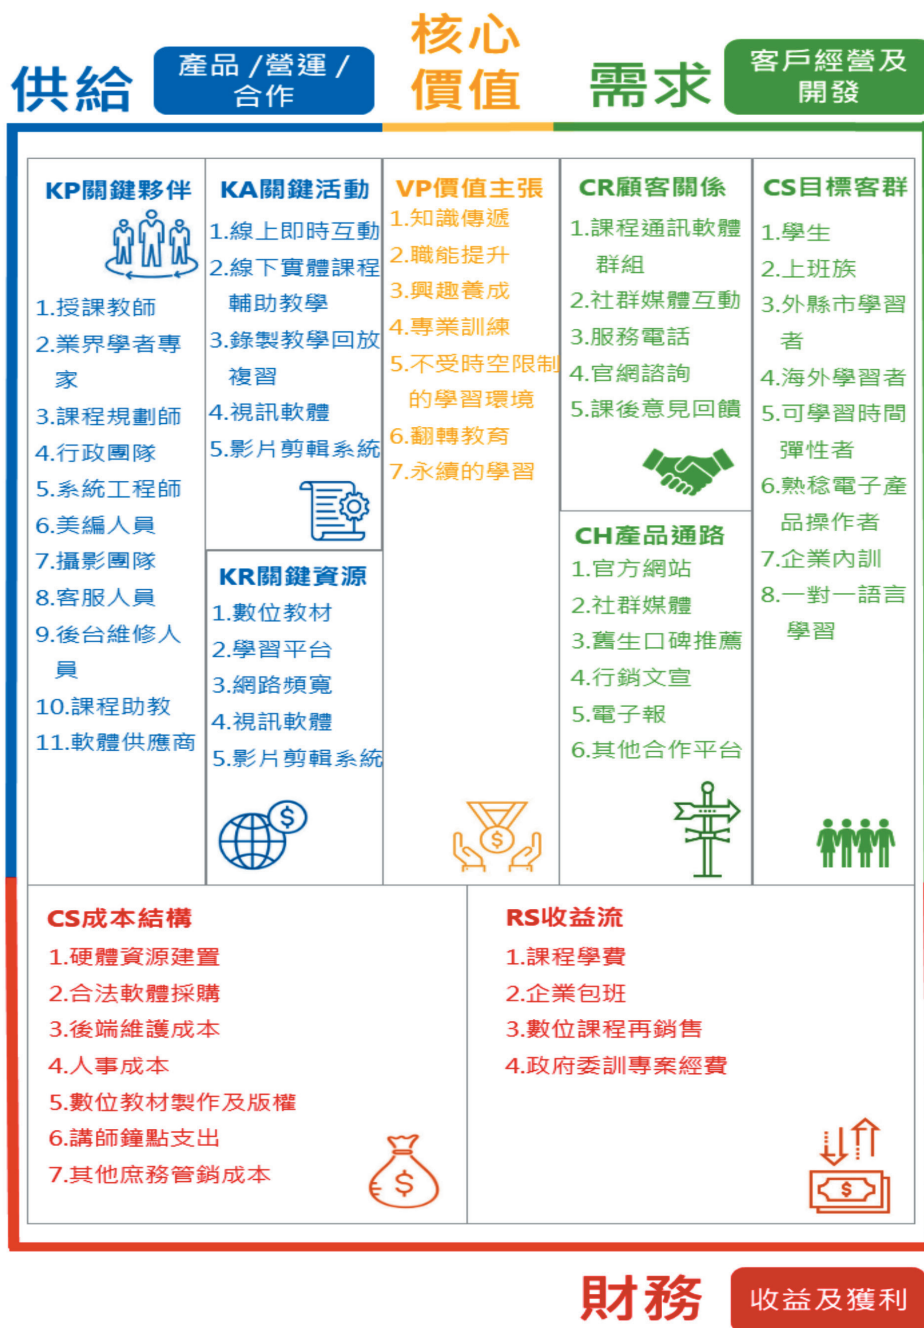 供給
產品 /營運 /
合作
核心
價值
需求
客戶經營及
開發
KP關鍵夥伴
1.授課教師
2.業界學者專
家
3.課程規劃師
4.行政團隊
5.系統工程師
6.美編人員
7.攝影團隊
8.客服人員
9.後台維修人
員
10.課程助教
11.軟體供應商
KA關鍵活動
1.線上即時互動
2.線下實體課程
輔助教學
3.錄製教學回放
複習
4.視訊軟體
5.影片剪輯系統
KR關鍵資源
1.數位教材
2.學習平台
3.網路頻寬
4.視訊軟體
5.影片剪輯系統
VP價值主張
1.知識傳遞
2.職能提升
3.興趣養成
4.專業訓練
5.不受時空限制
的學習環境
6.翻轉教育
7.永續的學習
CR顧客關係
1.課程通訊軟體
群組
2.社群媒體互動
3.服務電話
4.官網諮詢
5.課後意見回饋
CH產品通路
1.官方網站
2.社群媒體
3.舊生口碑推薦
4.行銷文宣
5.電子報
6.其他合作平台
CS目標客群
1.學生
2.上班族
3.外縣市學習
者
4.海外學習者
5.可學習時間
彈性者
6.熟稔電子產
品操作者
7.企業內訓
8.一對一語言
學習
CS成本結構
1.硬體資源建置
2.合法軟體採購
3.後端維護成本
4.人事成本
5.數位教材製作及版權
6.講師鐘點支出
7.其他庶務管銷成本
RS收益流
1.課程學費
2.企業包班
3.數位課程再銷售
4.政府委訓專案經費
財務
收益及獲利